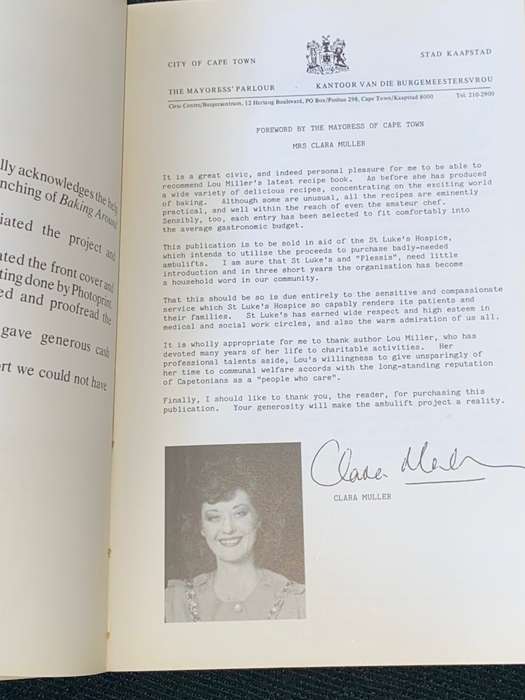 lly acknowledges the help
nching of Baking Around
iated the project and
ated the front cover and
ting done by Photoprint
ed and proofread the
gave generous cash
rt we could not have
CITY OF CAPE TOWN
STAD KAAPSTAD
THE MAYORESS' PARLOUR · KANTOOR VAN DIE BURGEMEESTERSVROU
Civic Centre/Burgersentrum, 12 Hertzog Boulevard, PO Box/Posbus 298, Cape Town/Kaapstad 8000 Tel. 210-2900
FOREWORD BY THE MAYORESS OF CAPE TOWN
MRS CLARA MULLER
It is a great civic, and indeed personal pleasure for me to be able to
recommend Lou Miller's latest recipe book. As before she has produced
a wide variety of delicious recipes, concentrating on the exciting world
of baking. Although some are unusual, all the recipes are eminently
practical, and well within the reach of even the amateur chef.
Sensibly, too, each entry has been selected to fit comfortably into
the average gastronomic budget.
This publication is to be sold in aid of the St Luke's Hospice,
which intends to utilise the proceeds to purchase badly-needed
ambulifts. I am sure that St Luke's and "Plessis", need little
introduction and in three short years the organisation has become
a household word in our community.
That this should be so is due entirely to the sensitive and compassionate
service which St Luke's Hospice so capably renders its patients and
their families. St Luke's has earned wide respect and high esteem in
medical and social work circles, and also the warm admiration of us all.
It is wholly appropriate for me to thank author Lou Miller, who has
devoted many years of her life to charitable activities. Her
professional talents aside, Lou's willingness to give unsparingly of
her time to communal welfare accords with the long-standing reputation
of Capetonians as a "people who care".
Finally, I should like to thank you, the reader, for purchasing this
publication. Your generosity will make the ambulift project a reality.
Clara Muller
CLARA MULLER